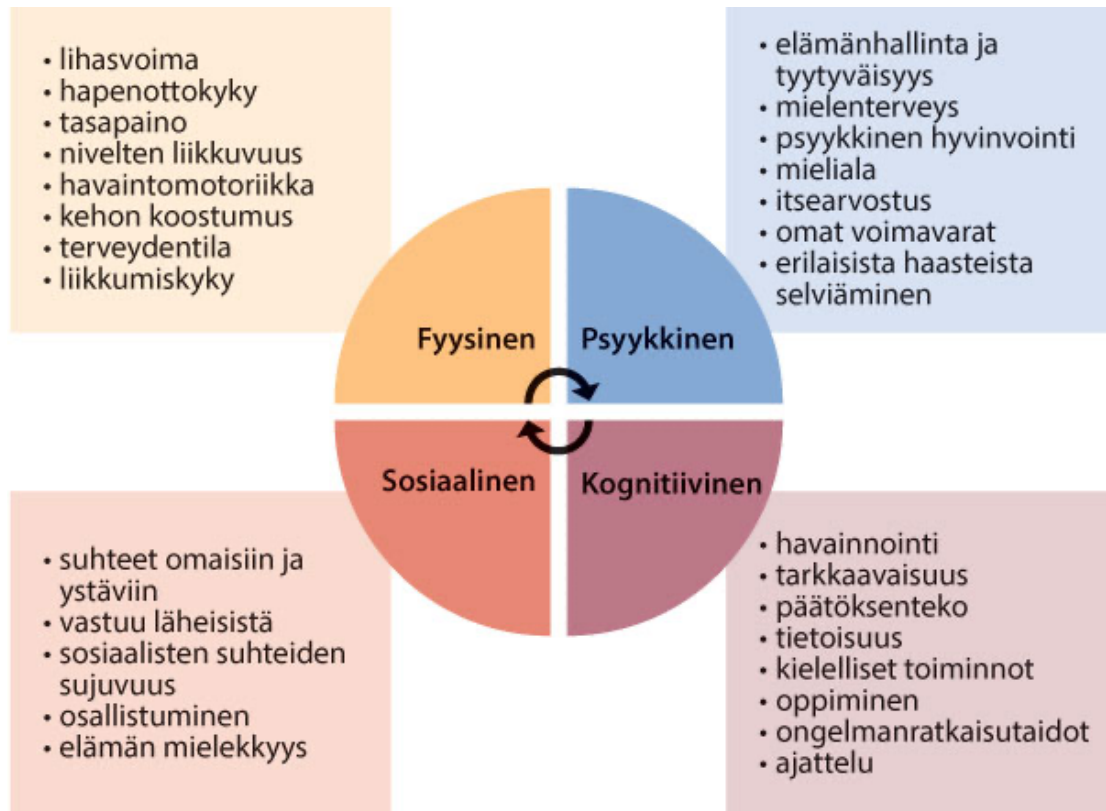 • lihasvoima
• hapenottokyky
• tasapaino
• nivelten liikkuvuus
• havaintomotoriikka
• kehon koostumus
• terveydentila
• liikkumiskyky
• elämänhallinta ja
tyytyväisyys
• mielenterveys
• psyykkinen hyvinvointi
• mieliala
• itsearvostus
• omat voimavarat
• erilaisista haasteista
selviäminen
Fyysinen
Psyykkinen
Sosiaalinen
Kognitiivinen
• suhteet omaisiin ja
ystäviin
• vastuu läheisistä
• sosiaalisten suhteiden
sujuvuus
• osallistuminen
• elämän mielekkyys
• havainnointi
• tarkkaavaisuus
• päätöksenteko
• tietoisuus
• kielelliset toiminnot
• oppiminen
• ongelmanratkaisutaidot
• ajattelu